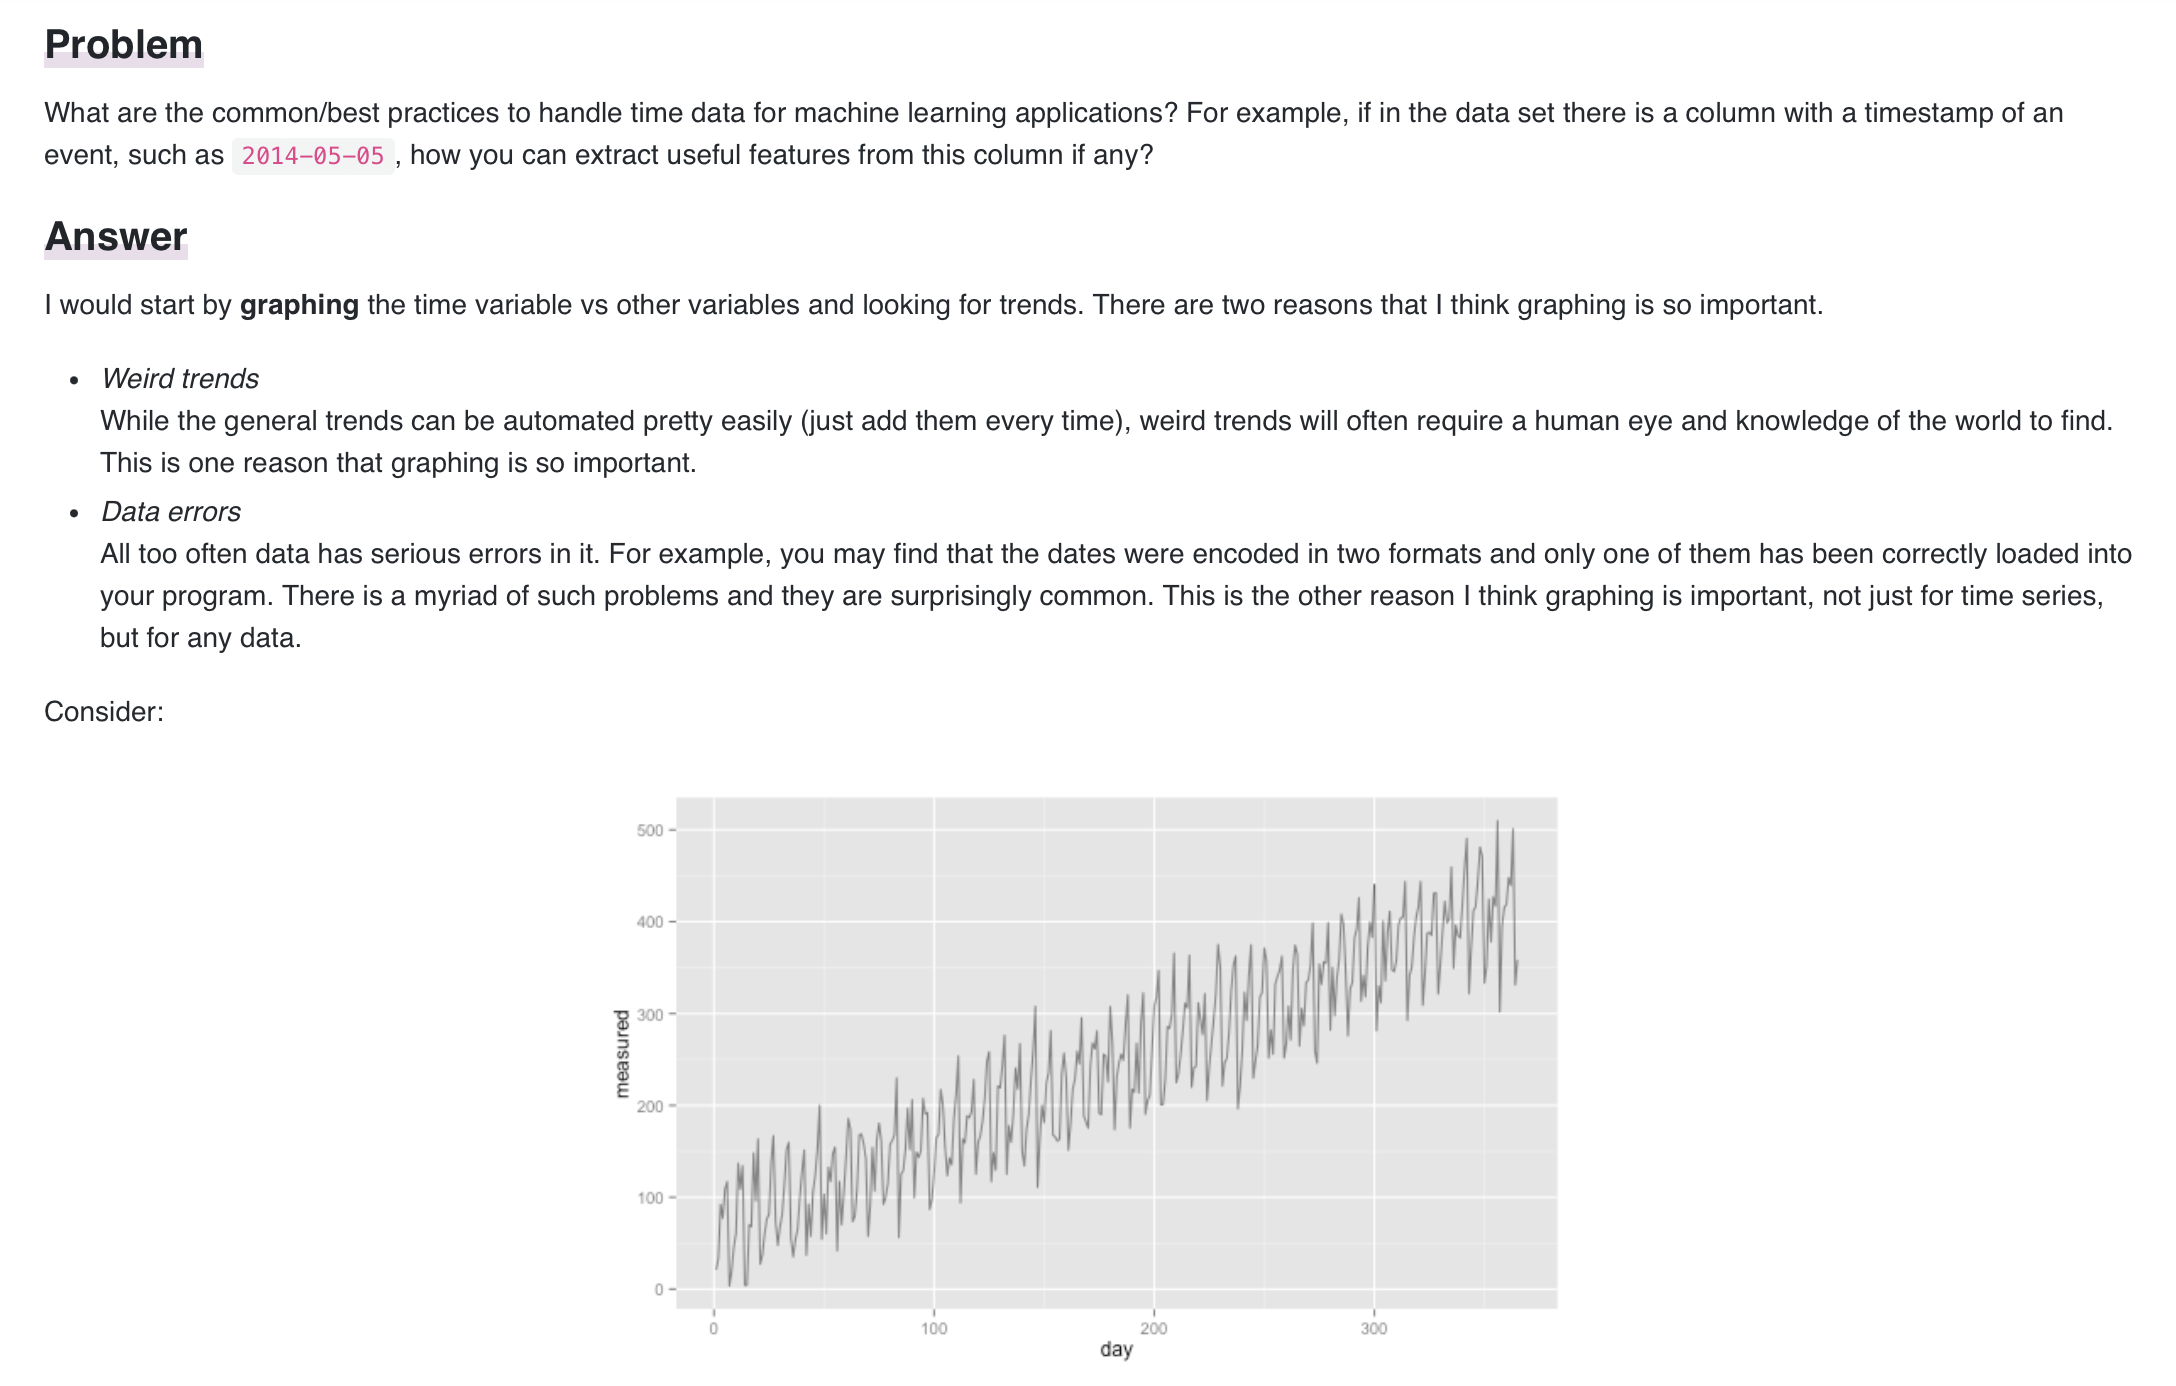 Problem
What are the common/best practices to handle time data for machine learning applications? For example, if in the data set there is a column with a timestamp of an
event, such as 2014-05-05, how you can extract useful features from this column if any?
Answer
I would start by graphing the time variable vs other variables and looking for trends. There are two reasons that I think graphing is so important.
• Weird trends
While the general trends can be automated pretty easily (just add them every time), weird trends will often require a human eye and knowledge of the world to find.
This is one reason that graphing is so important.
• Data errors
All too often data has serious errors in it. For example, you may find that the dates were encoded in two formats and only one of them has been correctly loaded into
your program. There is a myriad of such problems and they are surprisingly common. This is the other reason I think graphing is important, not just for time series,
but for any data.
Consider:
500
400
300
200
100
0
measured
0 100 200 300
day